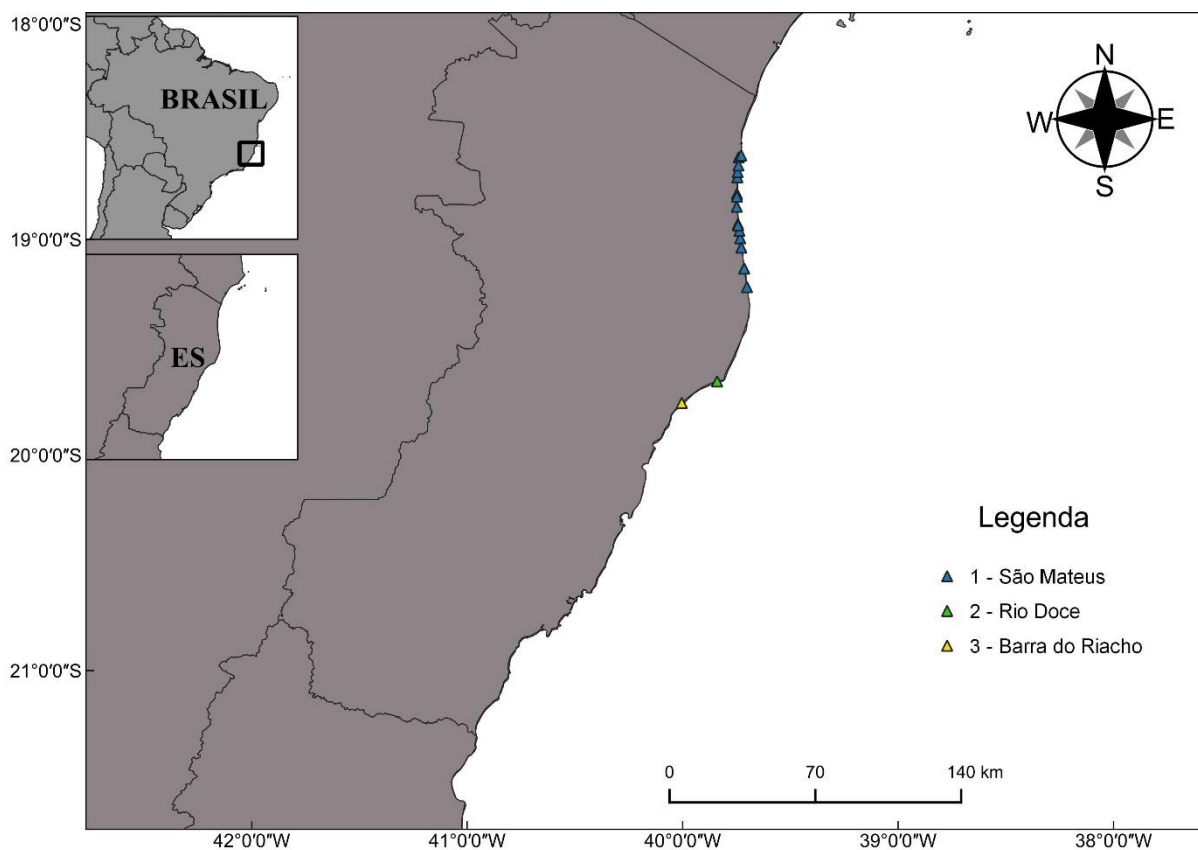 18°0'0"S
19°0'0"S
20°0'0"S
21°0'0"S
BRASIL
ES
N
W
E
S
Legenda
1 - São Mateus
2 - Rio Doce
3 - Barra do Riacho
0 70 140 km
42°0'0"W 41°0'0"W 40°0'0"W 39°0'0"W 38°0'0"W